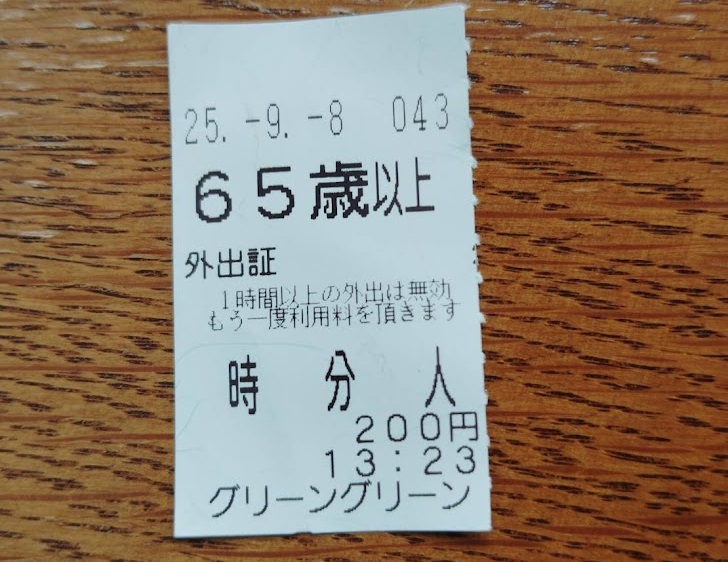 25. -9. -8 043
65歳以上
外出証
1時間以上の外出は無効
もう一度利用料を頂きます
時 分 人
200円
13:23
グリーングリーン